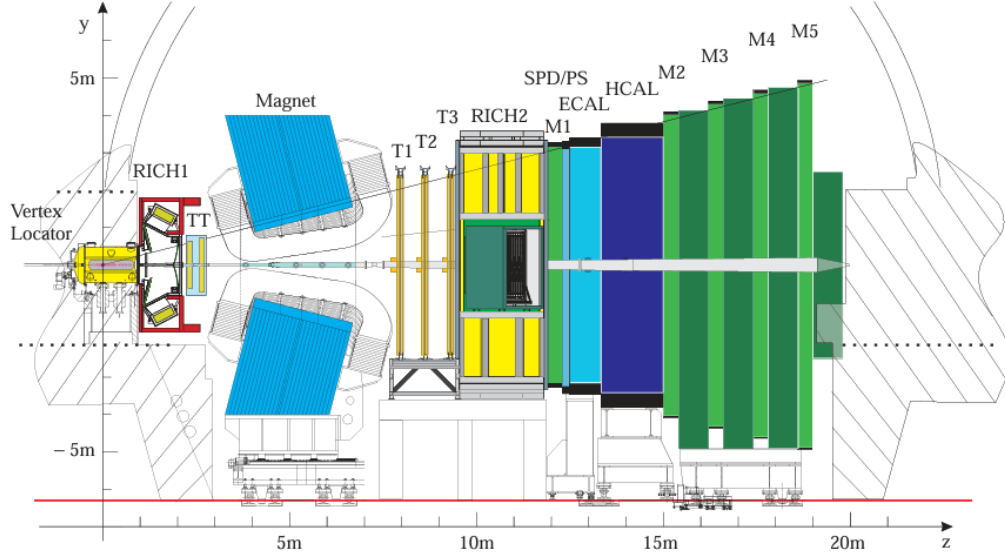 y
5m
Magnet
SPD/PS
ECAL
HCAL
M1
M2
M3
M4
M5
T1
T2
T3
RICH2
RICH1
TT
Vertex
Locator
− 5m
5m
10m
15m
20m
z